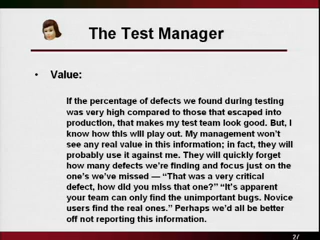 The Test Manager
• Value:
If the percentage of defects we found during testing
was very high compared to those that escaped into
production, that makes my test team look good. But, I
know how this will play out. My management won't
see any real value in this information; in fact, they will
probably use it against me. They will quickly forget
how many defects we're finding and focus just on the
one's we've missed — "That was a very critical
defect, how did you miss that one?" "It's apparent
your team can only find the unimportant bugs. Novice
users find the real ones." Perhaps we'd all be better
off not reporting this information.
27